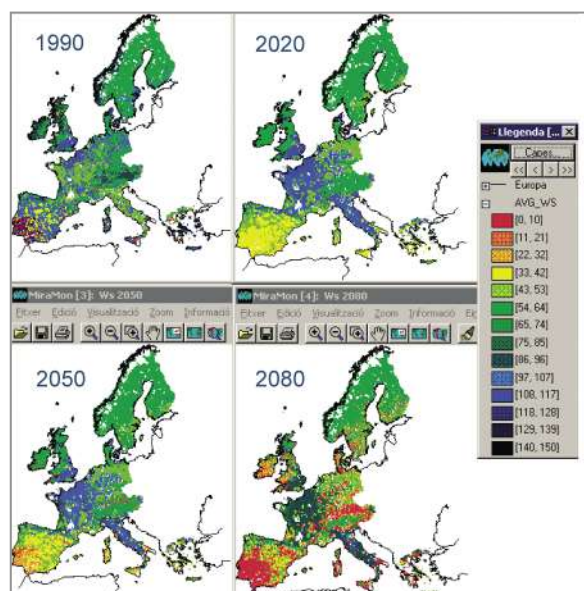 1990
2020
Llegenda [... 
Capes...
<< < > >>
Europa
AVG_WS
[0, 10]
[11, 21]
[22, 32]
[33, 42]
[43, 53]
[54, 64]
[65, 74]
[75, 85]
[86, 96]
[97, 107]
[108, 117]
[118, 128]
[129, 139]
[140, 150]
MiraMon [3]: Ws 2050
Fitxer Edició Visualització Zoom Informació
MiraMon [4]: Ws 2080
Fitxer Edició Visualització Zoom Informació
2050
2080